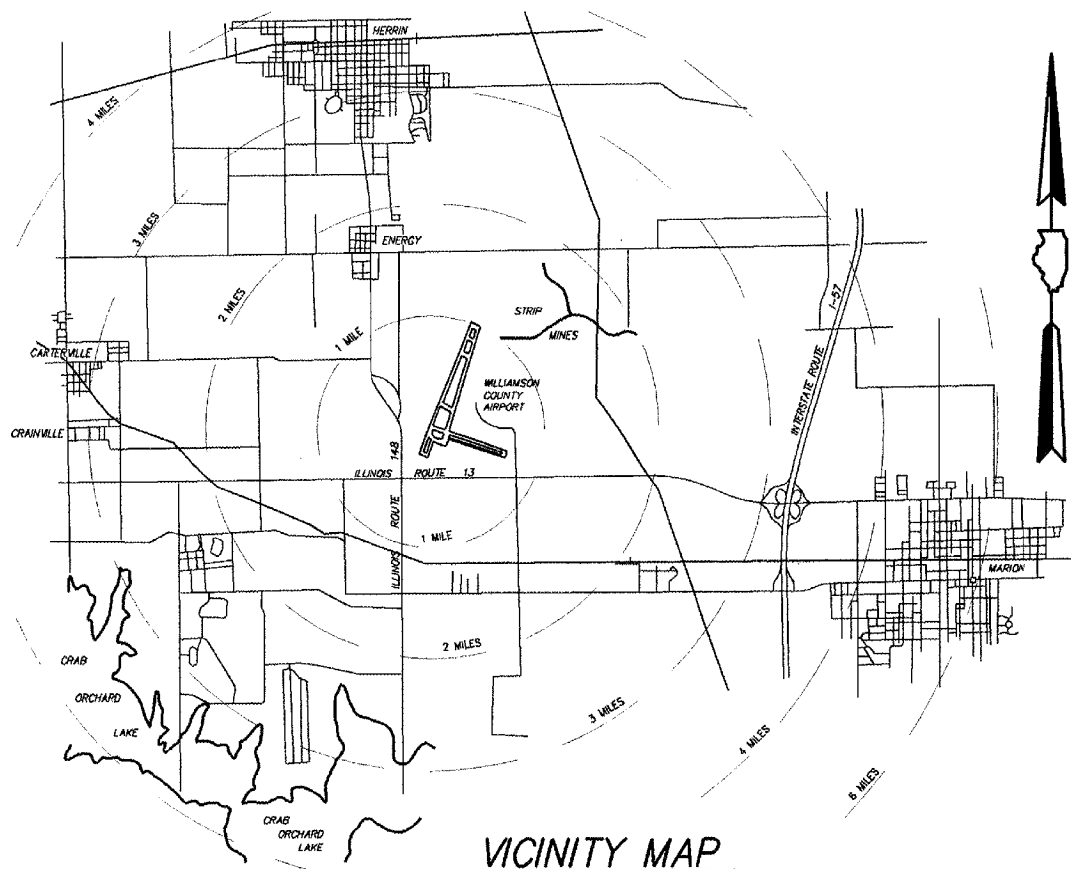 HERRIN
4 MILES
3 MILES
ENERGY
2 MILES
1 MILE
STRIP
MINES
I-57
INTERSTATE ROUTE
CARTERVILLE
WILLIAMSON
COUNTY
AIRPORT
CRAINVILLE
ILLINOIS ROUTE 148
ILLINOIS ROUTE 13
1 MILE
MARION
2 MILES
CRAB
ORCHARD
LAKE
3 MILES
4 MILES
5 MILES
CRAB
ORCHARD
LAKE
VICINITY MAP